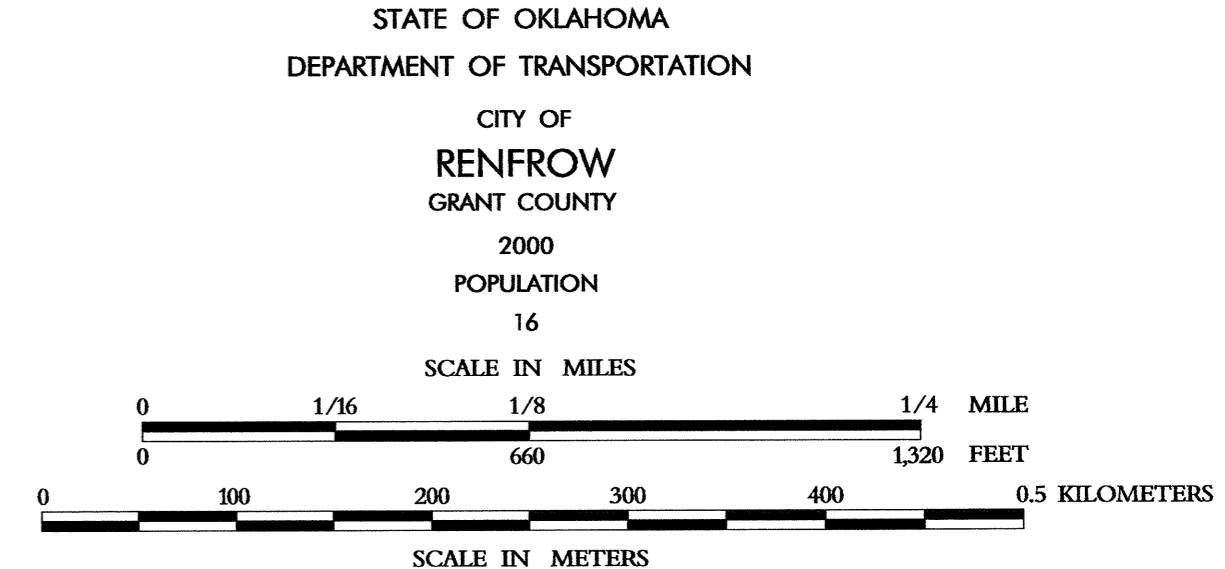 STATE OF OKLAHOMA
DEPARTMENT OF TRANSPORTATION
CITY OF
RENFROW
GRANT COUNTY
2000
POPULATION
16
SCALE IN MILES
0 1/16 1/8 1/4 MILE
0 660 1,320 FEET
0 100 200 300 400 0.5 KILOMETERS
SCALE IN METERS